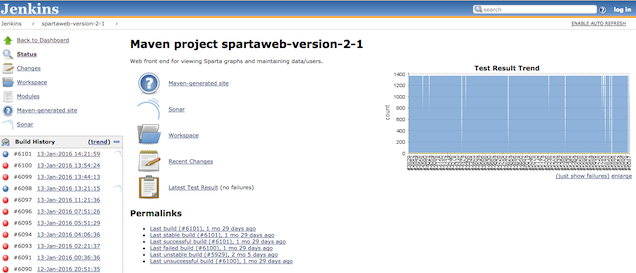 Jenkins
search
log in
Jenkins
spartaweb-version-2-1
ENABLE AUTO REFRESH
Back to Dashboard
Status
Changes
Workspace
Modules
Maven-generated site
Sonar
Build History
(trend)
#6101 13-Jan-2016 14:21:59
#6100 13-Jan-2016 13:54:24
#6099 13-Jan-2016 13:44:13
#6098 13-Jan-2016 13:21:15
#6097 13-Jan-2016 11:21:36
#6096 13-Jan-2016 07:51:26
#6095 13-Jan-2016 05:51:29
#6094 13-Jan-2016 04:06:36
#6093 13-Jan-2016 02:21:37
#6091 13-Jan-2016 00:36:36
#6090 12-Jan-2016 20:51:35
Maven project spartaweb-version-2-1
Web front end for viewing Sparta graphs and maintaining data/users.
Maven-generated site
Sonar
Workspace
Recent Changes
Latest Test Result (no failures)
Permalinks
Last build (#6101), 1 mo 29 days ago
Last stable build (#6101), 1 mo 29 days ago
Last successful build (#6101), 1 mo 29 days ago
Last failed build (#6100), 1 mo 29 days ago
Last unstable build (#5929), 2 mo 5 days ago
Last unsuccessful build (#6100), 1 mo 29 days ago
Test Result Trend
count
1400
1200
1000
800
600
400
200
0
(just show failures) enlarge